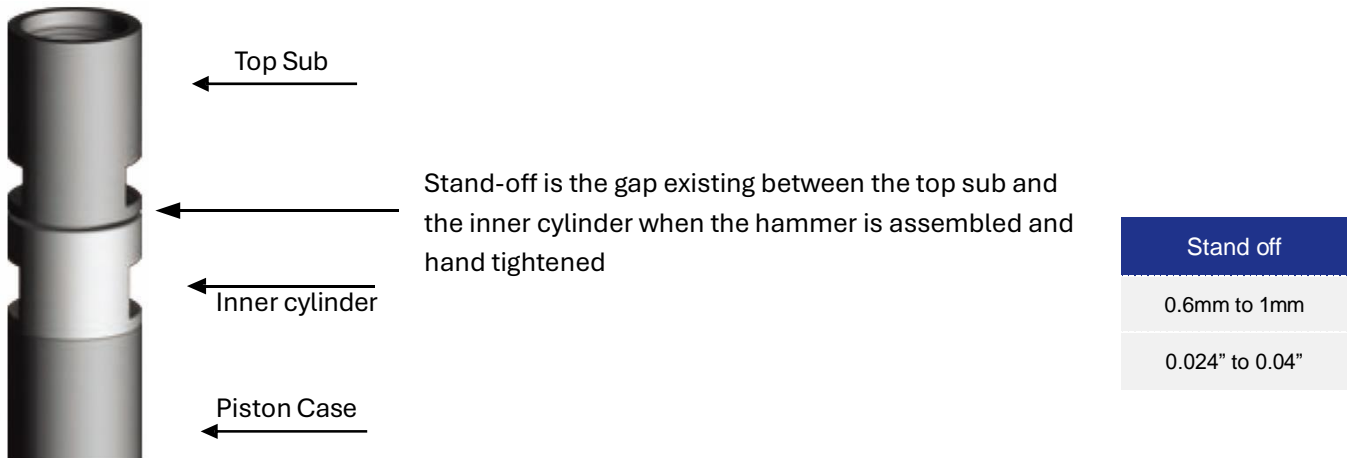 Top Sub
Stand-off is the gap existing between the top sub and
the inner cylinder when the hammer is assembled and
hand tightened
Inner cylinder
Piston Case
Stand off
0.6mm to 1mm
0.024” to 0.04”